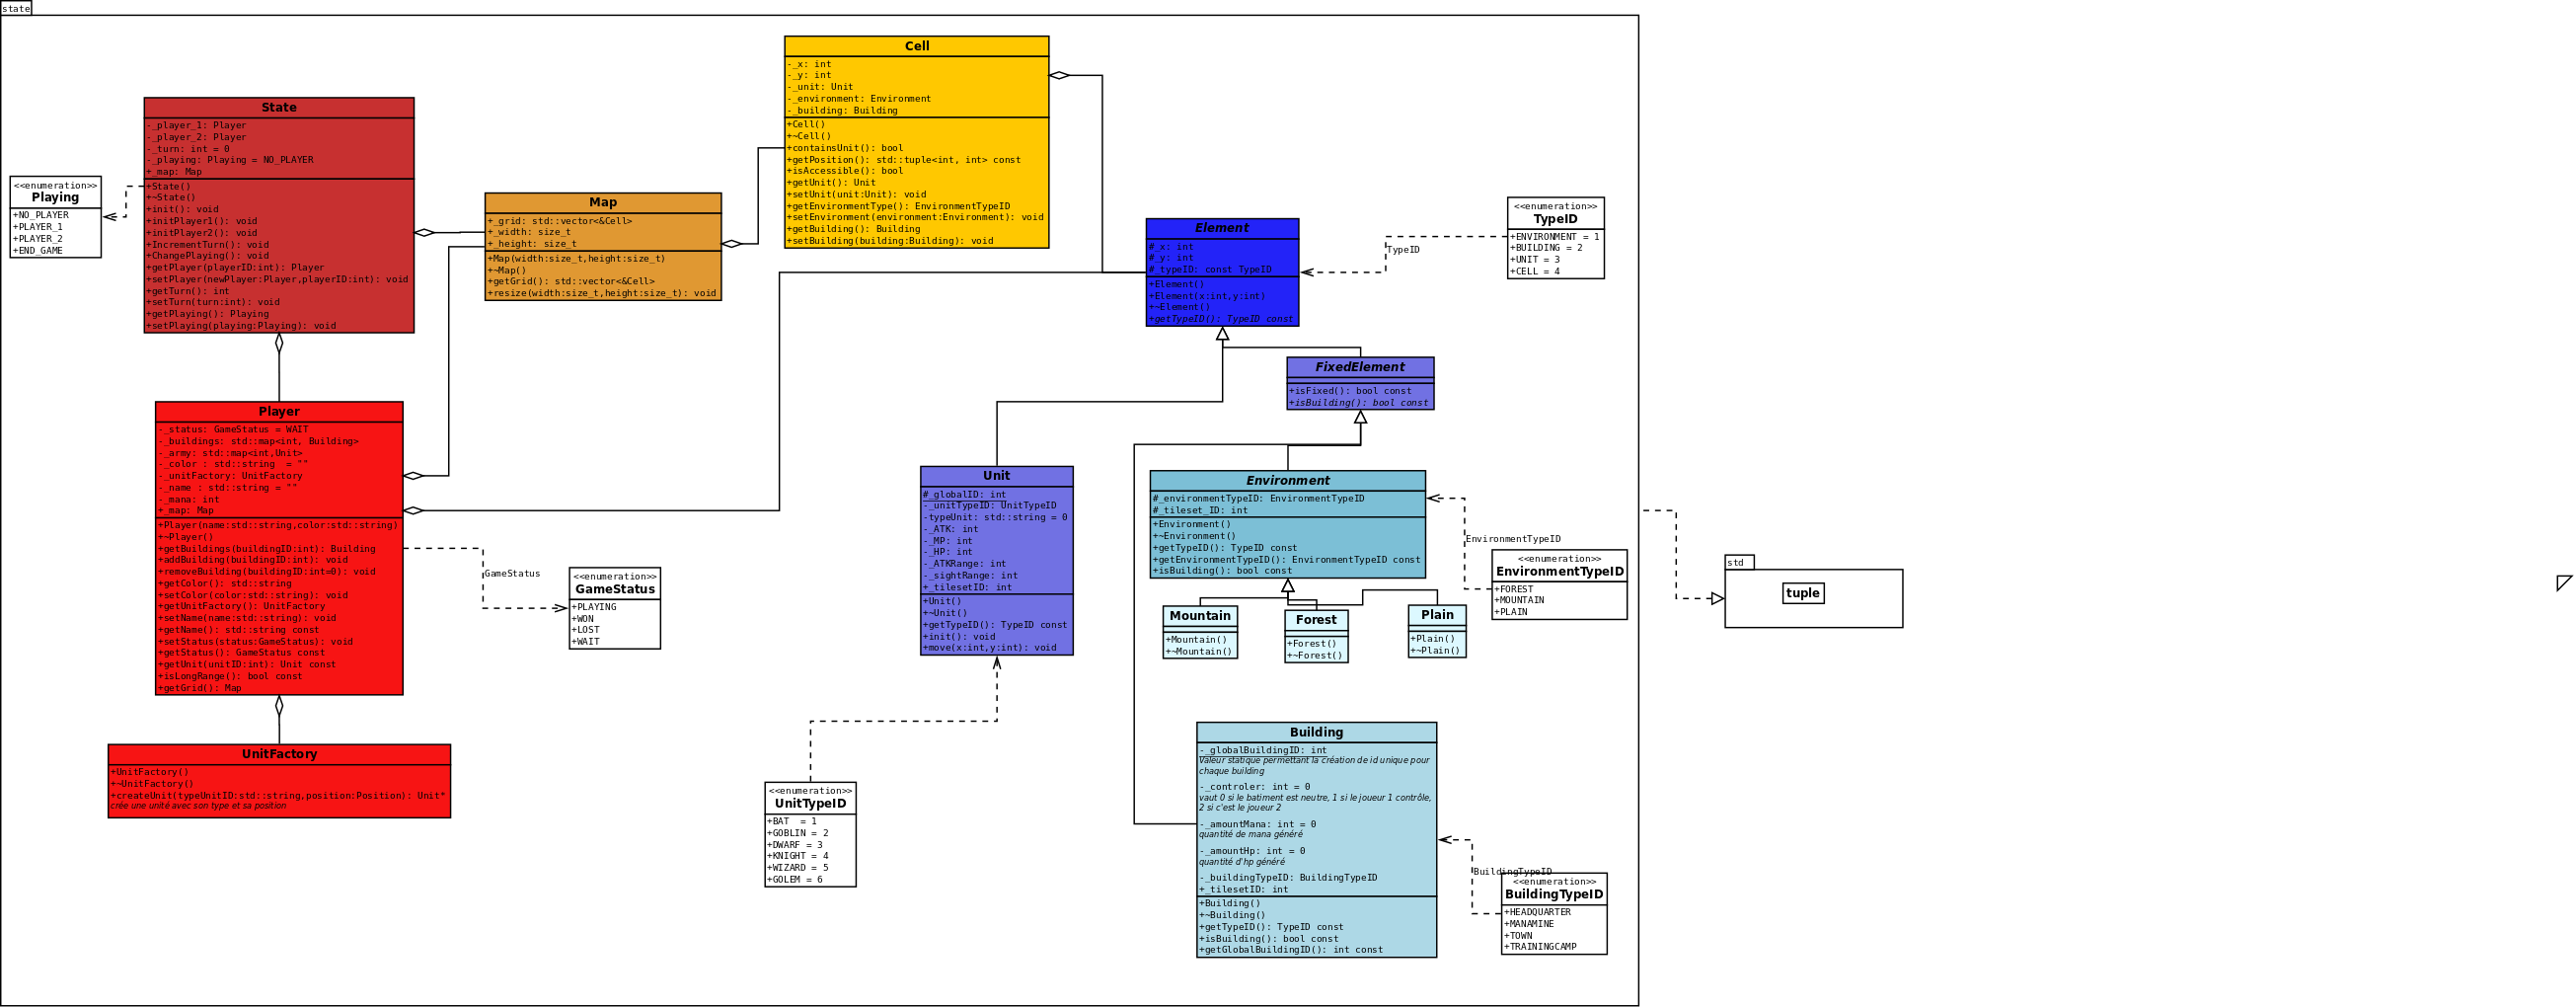 state
State
-_player_1: Player
-_player_2: Player
-_turn: int = 0
-_playing: Playing = NO_PLAYER
+_map: Map
+State()
+~State()
+init(): void
+initPlayer1(): void
+initPlayer2(): void
+IncrementTurn(): void
+ChangePlaying(): void
+getPlayer(playerID:int): Player
+setPlayer(newPlayer:Player,playerID:int): void
+getTurn(): int
+setTurn(turn:int): void
+getPlaying(): Playing
+setPlaying(playing:Playing): void
<<enumeration>>
Playing
+NO_PLAYER
+PLAYER_1
+PLAYER_2
+END_GAME
Map
+_grid: std::vector<&Cell>
+_width: size_t
+_height: size_t
+Map(width:size_t,height:size_t)
+~Map()
+getGrid(): std::vector<&Cell>
+resize(width:size_t,height:size_t): void
Cell
-_x: int
-_y: int
-_unit: Unit
-_environment: Environment
-_building: Building
+Cell()
+~Cell()
+containsUnit(): bool
+getPosition(): std::tuple<int, int> const
+isAccessible(): bool
+getUnit(): Unit
+setUnit(unit:Unit): void
+getEnvironmentType(): EnvironmentTypeID
+setEnvironment(environment:Environment): void
+getBuilding(): Building
+setBuilding(building:Building): void
Element
#_x: int
#_y: int
#_typeID: const TypeID
+Element()
+Element(x:int,y:int)
+~Element()
+getTypeID(): TypeID const
TypeID
<<enumeration>>
TypeID
+ENVIRONMENT = 1
+BUILDING = 2
+UNIT = 3
+CELL = 4
FixedElement
+isFixed(): bool const
+isBuilding(): bool const
Player
-_status: GameStatus = WAIT
-_buildings: std::map<int, Building>
-_army: std::map<int,Unit>
-_color : std::string  = ""
-_unitFactory: UnitFactory
-_name : std::string = ""
-_mana: int
+_map: Map
+Player(name:std::string,color:std::string)
+~Player()
+getBuildings(buildingID:int): Building
+addBuilding(buildingID:int): void
+removeBuilding(buildingID:int=0): void
+getColor(): std::string
+setColor(color:std::string): void
+getUnitFactory(): UnitFactory
+setName(name:std::string): void
+getName(): std::string const
+setStatus(status:GameStatus): void
+getStatus(): GameStatus const
+getUnit(unitID:int): Unit const
+isLongRange(): bool const
+getGrid(): Map
GameStatus
<<enumeration>>
GameStatus
+PLAYING
+WON
+LOST
+WAIT
UnitFactory
+UnitFactory()
+~UnitFactory()
+createUnit(typeUnitID:std::string,position:Position): Unit*
crée une unité avec son type et sa position
Unit
#_globalID: int
-_unitTypeID: UnitTypeID
-typeUnit: std::string = 0
-_ATK: int
-_MP: int
-_HP: int
-_ATKRange: int
-_sightRange: int
+_tilesetID: int
+Unit()
+~Unit()
+getTypeID(): TypeID const
+init(): void
+move(x:int,y:int): void
<<enumeration>>
UnitTypeID
+BAT  = 1
+GOBLIN = 2
+DWARF = 3
+KNIGHT = 4
+WIZARD = 5
+GOLEM = 6
Environment
#_environmentTypeID: EnvironmentTypeID
#_tileset_ID: int
+Environment()
+~Environment()
+getTypeID(): TypeID const
+getEnvironmentTypeID(): EnvironmentTypeID const
+isBuilding(): bool const
EnvironmentTypeID
<<enumeration>>
EnvironmentTypeID
+FOREST
+MOUNTAIN
+PLAIN
Mountain
+Mountain()
+~Mountain()
Forest
+Forest()
+~Forest()
Plain
+Plain()
+~Plain()
Building
-_globalBuildingID: int
Valeur statique permettant la création de id unique pour
chaque building
-_controler: int = 0
vaut 0 si le batiment est neutre, 1 si le joueur 1 contrôle,
2 si c'est le joueur 2
-_amountMana: int = 0
quantité de mana généré
-_amountHp: int = 0
quantité d'hp généré
-_buildingTypeID: BuildingTypeID
+_tilesetID: int
+Building()
+~Building()
+getTypeID(): TypeID const
+isBuilding(): bool const
+getGlobalBuildingID(): int const
BuildingTypeID
<<enumeration>>
BuildingTypeID
+HEADQUARTER
+MANAMINE
+TOWN
+TRAININGCAMP
std
tuple